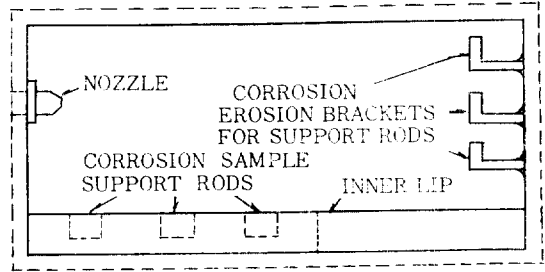 NOZZLE
CORROSION
EROSION BRACKETS
FOR SUPPORT RODS
CORROSION SAMPLE
SUPPORT RODS
INNER LIP